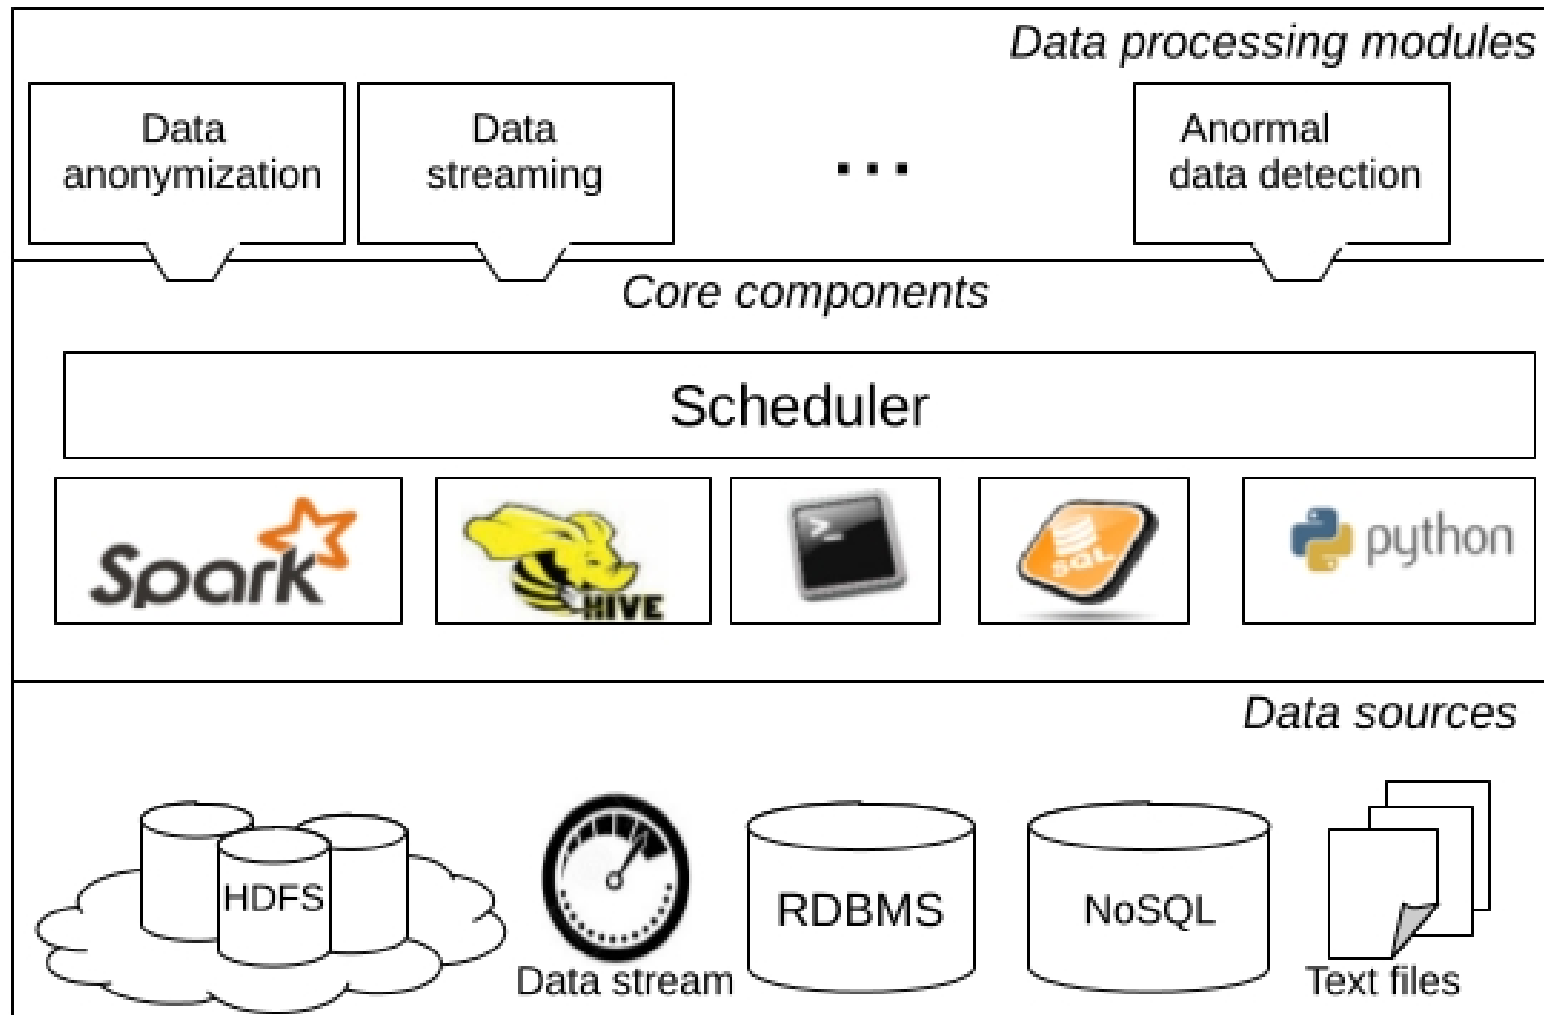 Data processing modules
Data
anonymization
Data
streaming
...
Anormal
data detection
Core components
Scheduler
Spark
HIVE
>_
SQL
python
Data sources
HDFS
Data stream
RDBMS
NoSQL
Text files